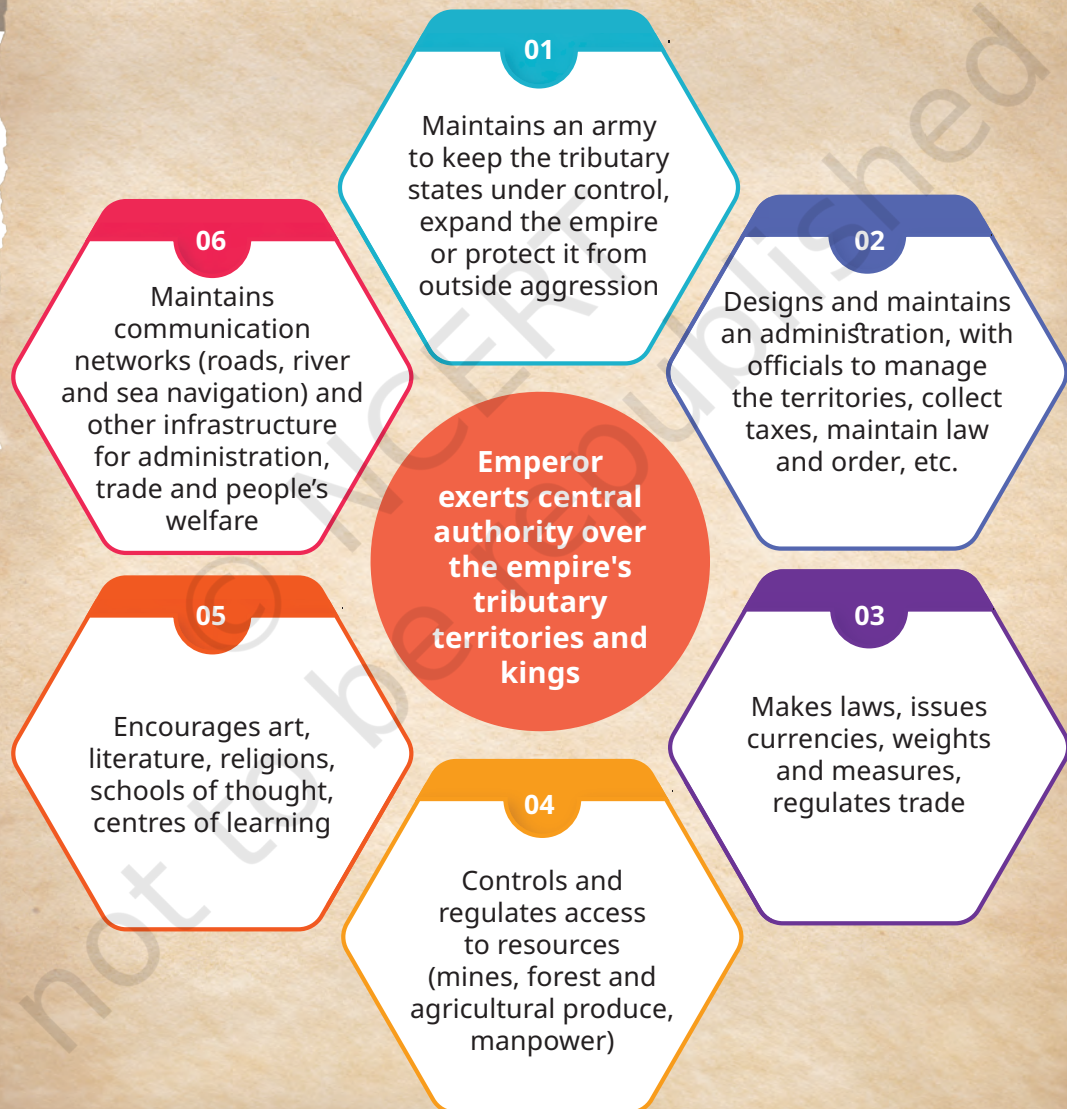 01
Maintains an army
to keep the tributary
states under control,
expand the empire
or protect it from
outside aggression
02
Designs and maintains
an administration, with
officials to manage
the territories, collect
taxes, maintain law
and order, etc.
03
Makes laws, issues
currencies, weights
and measures,
regulates trade
04
Controls and
regulates access
to resources
(mines, forest and
agricultural produce,
manpower)
05
Encourages art,
literature, religions,
schools of thought,
centres of learning
06
Maintains
communication
networks (roads, river
and sea navigation) and
other infrastructure
for administration,
trade and people's
welfare
Emperor
exerts central
authority over
the empire's
tributary
territories and
kings
© NCERT
not to be republished